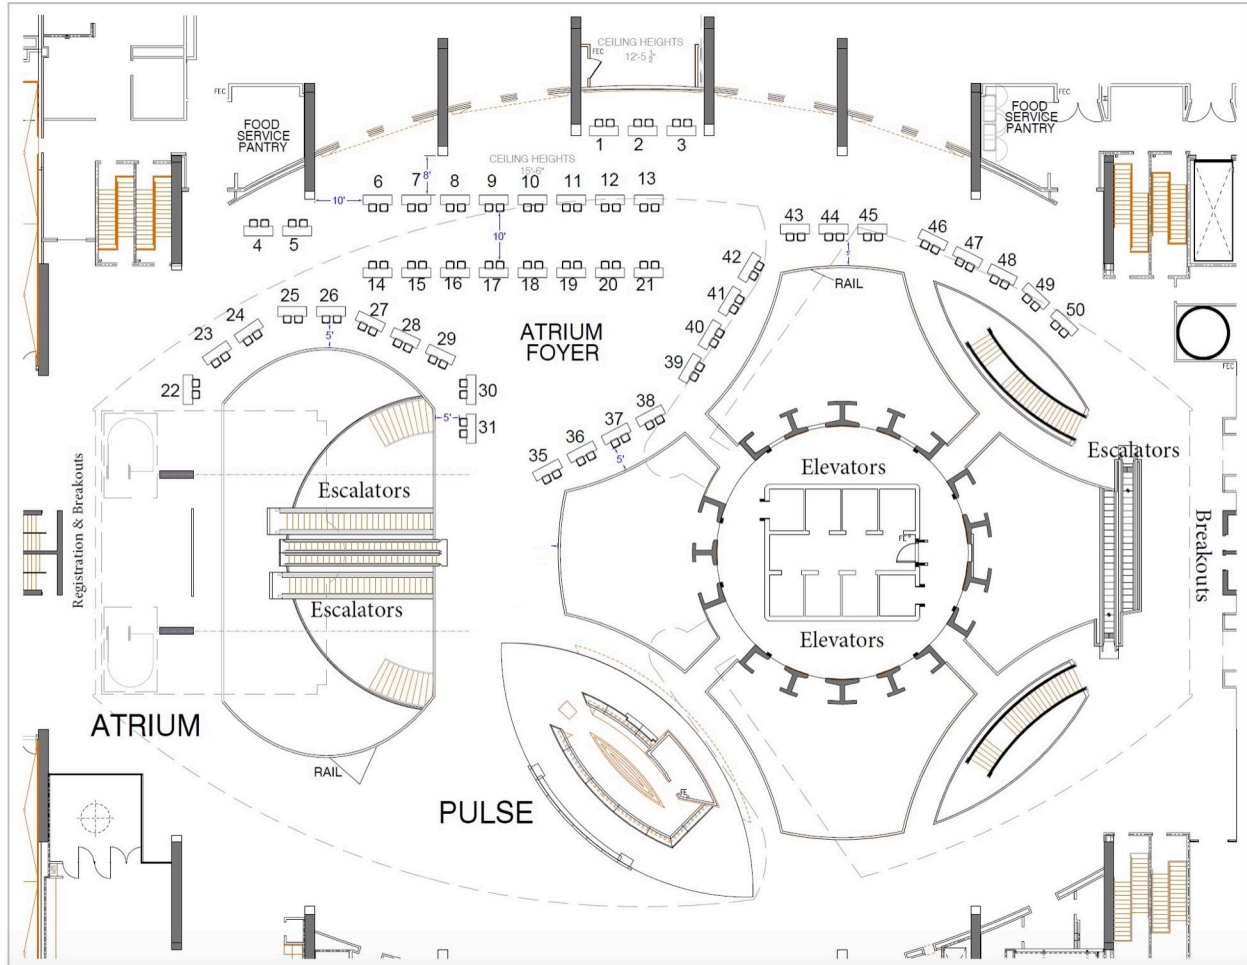 CEILING HEIGHTS
12'-5 ½"
FEC
FEC
FOOD
SERVICE
PANTRY
FEC
FOOD
SERVICE
PANTRY
1 2 3
CEILING HEIGHTS
15'-6"
8'
6 7 8 9 10 11 12 13
10'
4 5
10'
43 44 45
46
47
48
49
50
42
41
40
39
14 15 16 17 18 19 20 21
RAIL
5'
22
23
24
25
26
27
28
29
30
31
5'
5'
ATRIUM
FOYER
FEC
35
36
37
38
5'
Escalators
Elevators
Escalators
Registration & Breakouts
Escalators
Elevators
Breakouts
ATRIUM
RAIL
PULSE